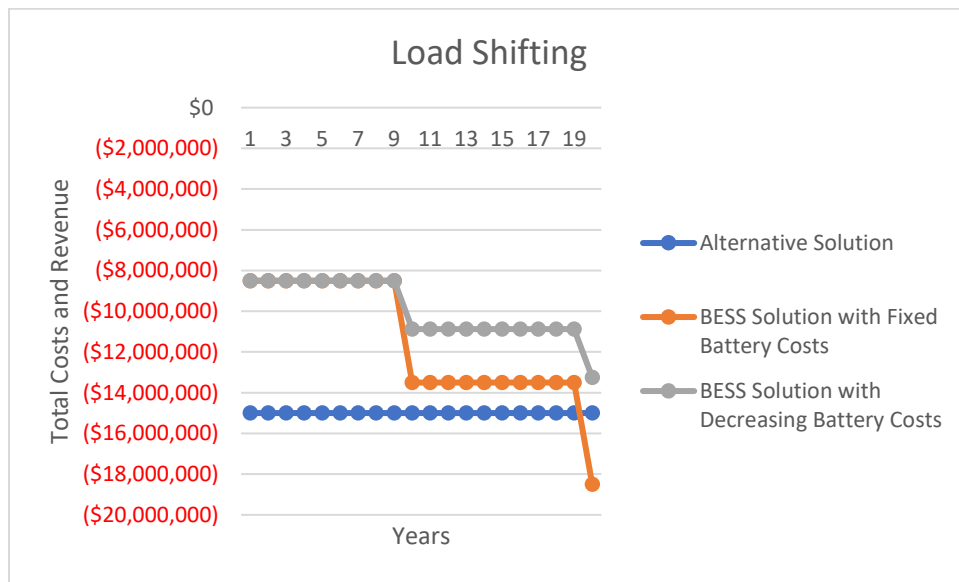 Load Shifting
$0
1 3 5 7 9 11 13 15 17 19
($2,000,000)
($4,000,000)
($6,000,000)
($8,000,000)
($10,000,000)
($12,000,000)
($14,000,000)
($16,000,000)
($18,000,000)
($20,000,000)
Total Costs and Revenue
Years
Alternative Solution
BESS Solution with Fixed
Battery Costs
BESS Solution with
Decreasing Battery Costs